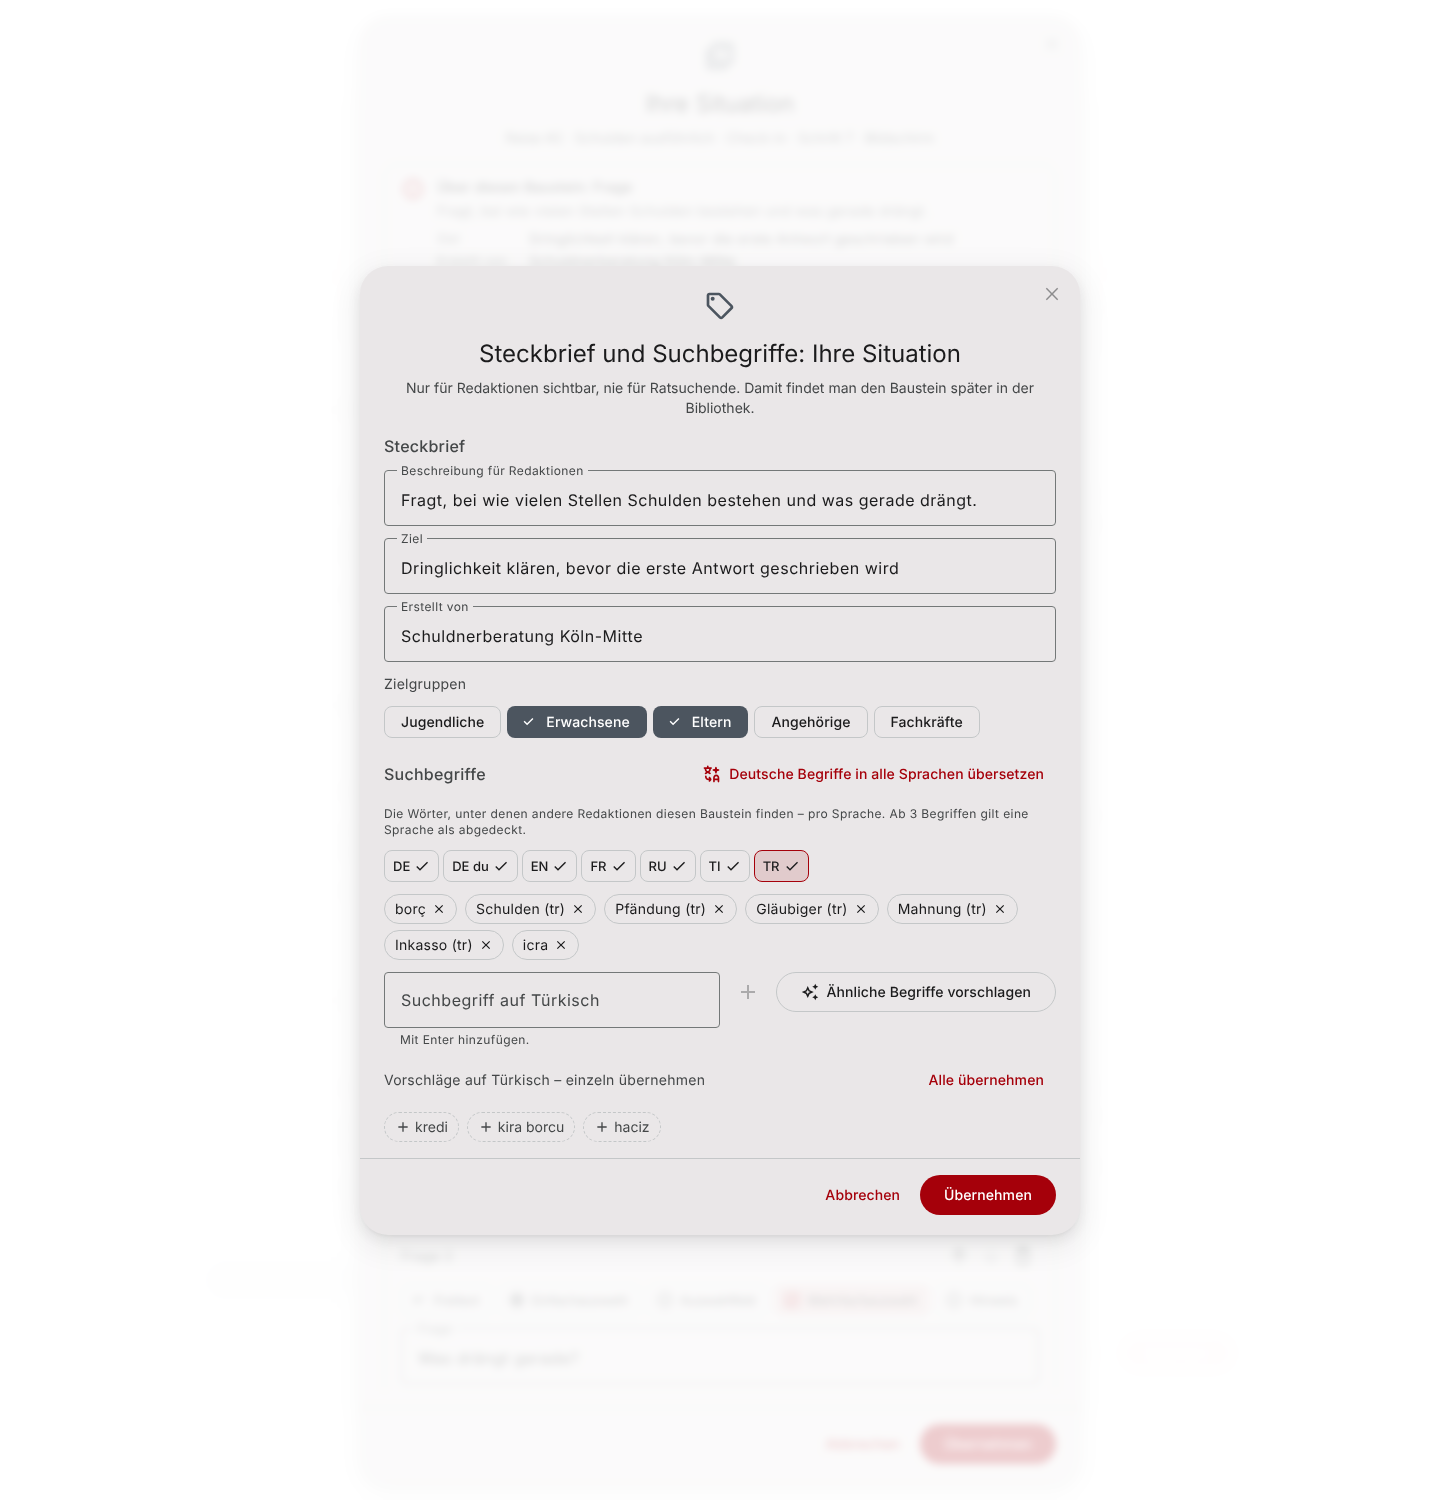 Ihre Situation
Steckbrief und Suchbegriffe: Ihre Situation
Nur für Redaktionen sichtbar, nie für Ratsuchende. Damit findet man den Baustein später in der
Bibliothek.
Steckbrief
Beschreibung für Redaktionen
Fragt, bei wie vielen Stellen Schulden bestehen und was gerade drängt.
Ziel
Dringlichkeit klären, bevor die erste Antwort geschrieben wird
Erstellt von
Schuldnerberatung Köln-Mitte
Zielgruppen
Jugendliche Erwachsene Eltern Angehörige Fachkräfte
Suchbegriffe Deutsche Begriffe in alle Sprachen übersetzen
Die Wörter, unter denen andere Redaktionen diesen Baustein finden – pro Sprache. Ab 3 Begriffen gilt eine
Sprache als abgedeckt.
DE DE du EN FR RU TI TR
borç Schulden (tr) Pfändung (tr) Gläubiger (tr) Mahnung (tr)
Inkasso (tr) icra
Suchbegriff auf Türkisch Ähnliche Begriffe vorschlagen
Mit Enter hinzufügen.
Vorschläge auf Türkisch – einzeln übernehmen Alle übernehmen
kredi kira borcu haciz
Abbrechen Übernehmen
Was drängt gerade?